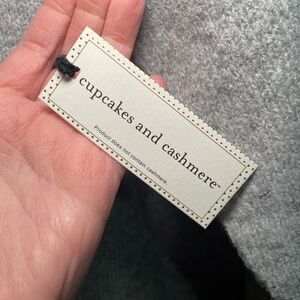 cupcakes and cashmere™
Product does not contain cashmere